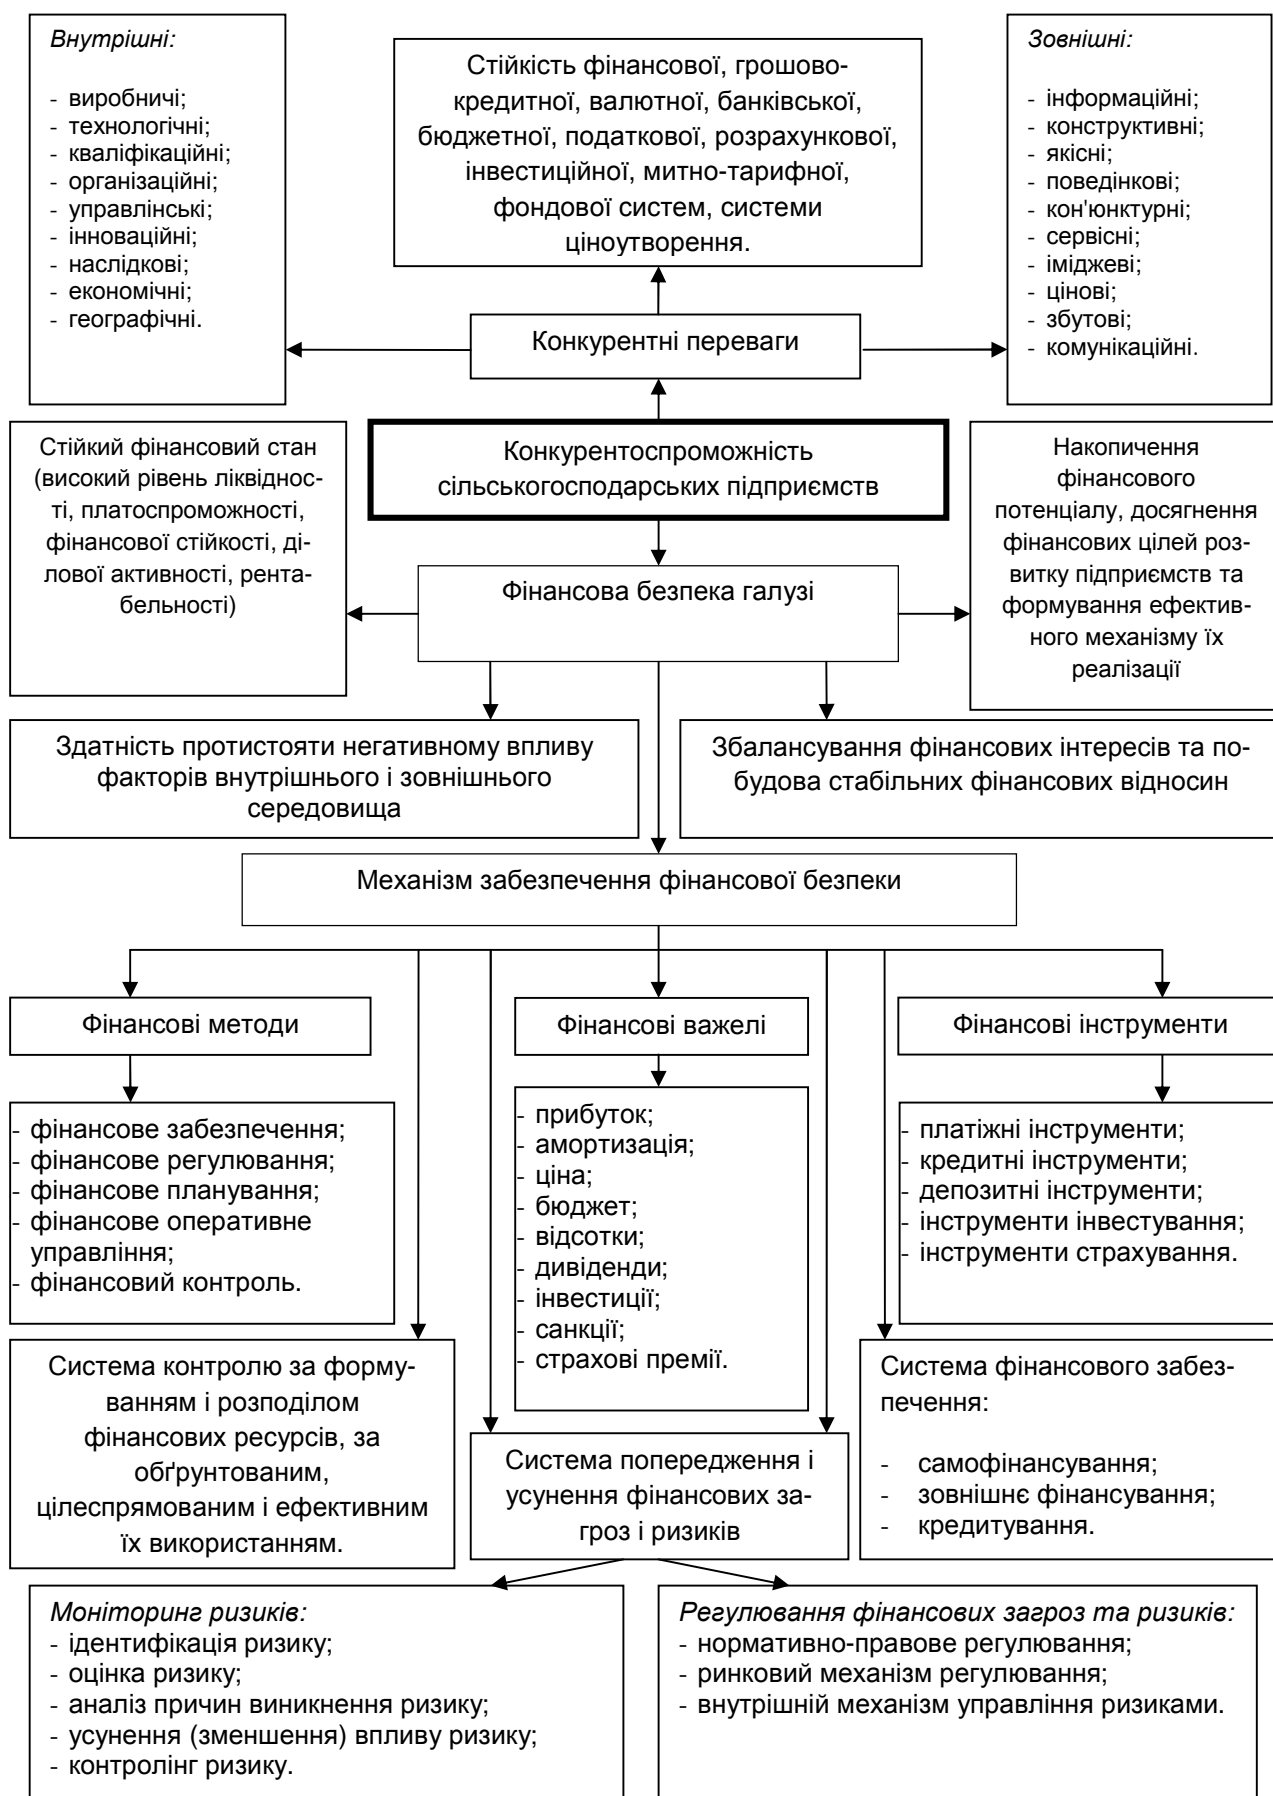 Внутрішні:
- виробничі;
- технологічні;
- кваліфікаційні;
- організаційні;
- управлінські;
- інноваційні;
- наслідкові;
- економічні;
- географічні.
Стійкість фінансової, грошово-
кредитної, валютної, банківської,
бюджетної, податкової, розрахункової,
інвестиційної, митно-тарифної,
фондової систем, системи
ціноутворення.
Зовнішні:
- інформаційні;
- конструктивні;
- якісні;
- поведінкові;
- кон'юнктурні;
- сервісні;
- іміджеві;
- цінові;
- збутові;
- комунікаційні.
Конкурентні переваги
Стійкий фінансовий стан
(високий рівень ліквіднос-
ті, платоспроможності,
фінансової стійкості, ді-
лової активності, рента-
бельності)
Конкурентоспроможність
сільськогосподарських підприємств
Накопичення
фінансового
потенціалу, досягнення
фінансових цілей роз-
витку підприємств та
формування ефектив-
ного механізму їх
реалізації
Фінансова безпека галузі
Здатність протистояти негативному впливу
факторів внутрішнього і зовнішнього
середовища
Збалансування фінансових інтересів та по-
будова стабільних фінансових відносин
Механізм забезпечення фінансової безпеки
Фінансові методи
Фінансові важелі
Фінансові інструменти
- фінансове забезпечення;
- фінансове регулювання;
- фінансове планування;
- фінансове оперативне
управління;
- фінансовий контроль.
- прибуток;
- амортизація;
- ціна;
- бюджет;
- відсотки;
- дивіденди;
- інвестиції;
- санкції;
- страхові премії.
- платіжні інструменти;
- кредитні інструменти;
- депозитні інструменти;
- інструменти інвестування;
- інструменти страхування.
Система контролю за форму-
ванням і розподілом
фінансових ресурсів, за
обґрунтованим,
цілеспрямованим і ефективним
їх використанням.
Система попередження і
усунення фінансових за-
гроз і ризиків
Система фінансового забез-
печення:
- самофінансування;
- зовнішнє фінансування;
- кредитування.
Моніторинг ризиків:
- ідентифікація ризику;
- оцінка ризику;
- аналіз причин виникнення ризику;
- усунення (зменшення) впливу ризику;
- контролінг ризику.
Регулювання фінансових загроз та ризиків:
- нормативно-правове регулювання;
- ринковий механізм регулювання;
- внутрішній механізм управління ризиками.